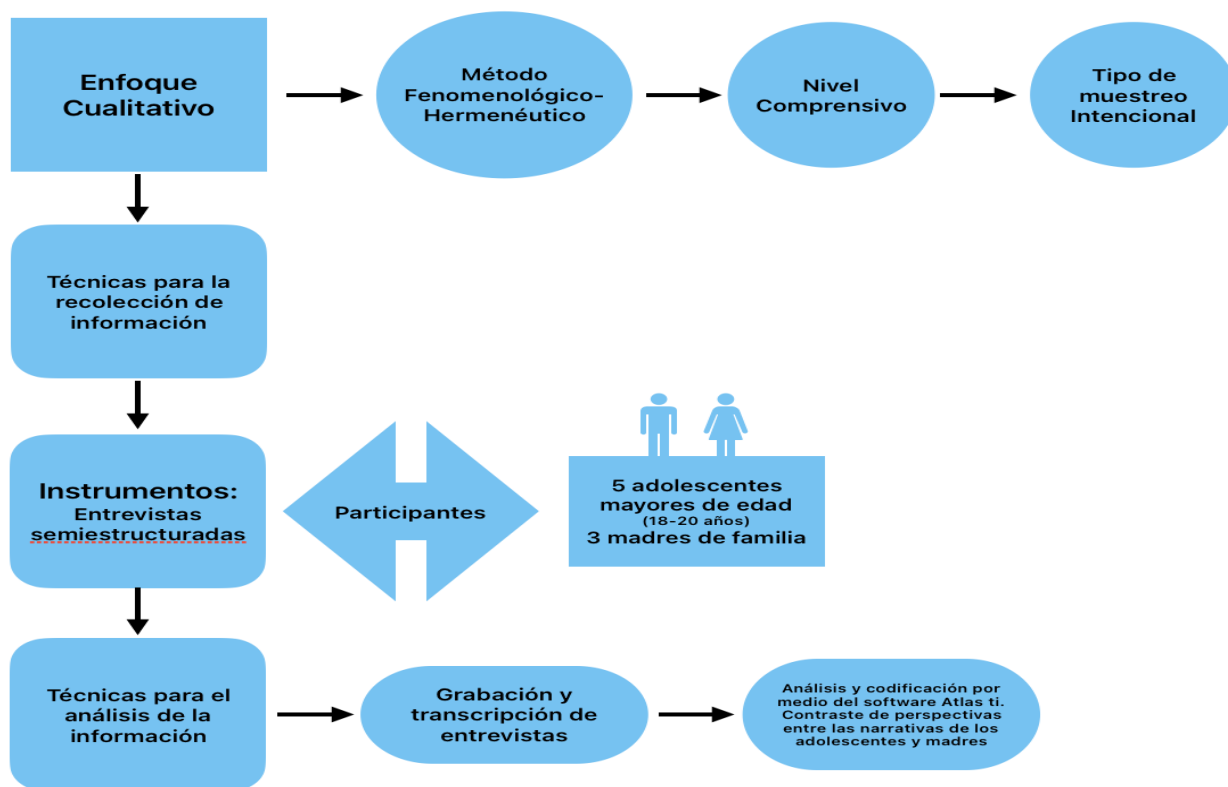 Enfoque
Cualitativo
Método
Fenomenológico-
Hermenéutico
Nivel
Comprensivo
Tipo de
muestreo
Intencional
Técnicas para la
recolección de
información
Instrumentos:
Entrevistas
semiestructuradas
Participantes
5 adolescentes
mayores de edad
(18-20 años)
3 madres de familia
Técnicas para el
análisis de la
información
Grabación y
transcripción de
entrevistas
Análisis y codificación por
medio del software Atlas ti.
Contraste de perspectivas
entre las narrativas de los
adolescentes y madres